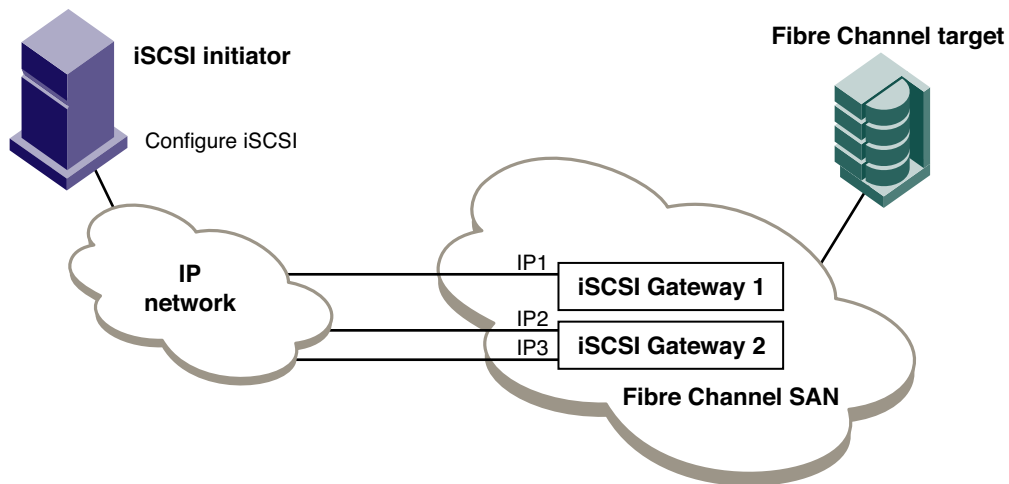 iSCSI initiator
Fibre Channel target
Configure iSCSI
IP
network
IP1
iSCSI Gateway 1
IP2
IP3
iSCSI Gateway 2
Fibre Channel SAN